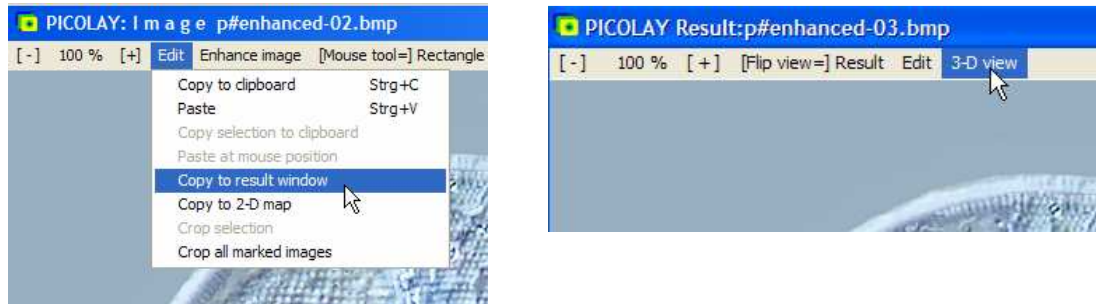 PICOLAY: I m a g e p#enhanced-02.bmp
[-] 100 % [+] Edit Enhance image [Mouse tool=] Rectangle
Copy to clipboard Strg+C
Paste Strg+V
Copy selection to clipboard
Paste at mouse position
Copy to result window
Copy to 2-D map
Crop selection
Crop all marked images
PICOLAY Result:p#enhanced-03.bmp
[-] 100 % [+] [Flip view=] Result Edit 3-D view